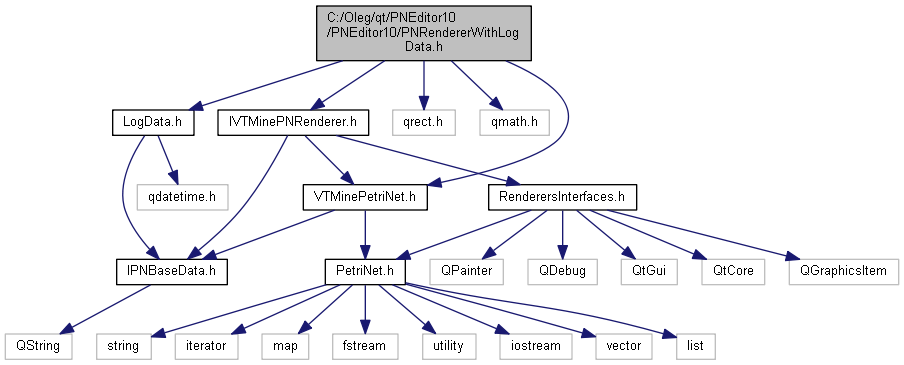 C:/Oleg/qt/PNEditor10
/PNEditor10/PNRendererWithLog
Data.h
LogData.h
IVTMinePNRenderer.h
qrect.h
qmath.h
qdatetime.h
VTMinePetriNet.h
RenderersInterfaces.h
IPNBaseData.h
PetriNet.h
QPainter
QDebug
QtGui
QtCore
QGraphicsItem
QString
string
iterator
map
fstream
utility
iostream
vector
list